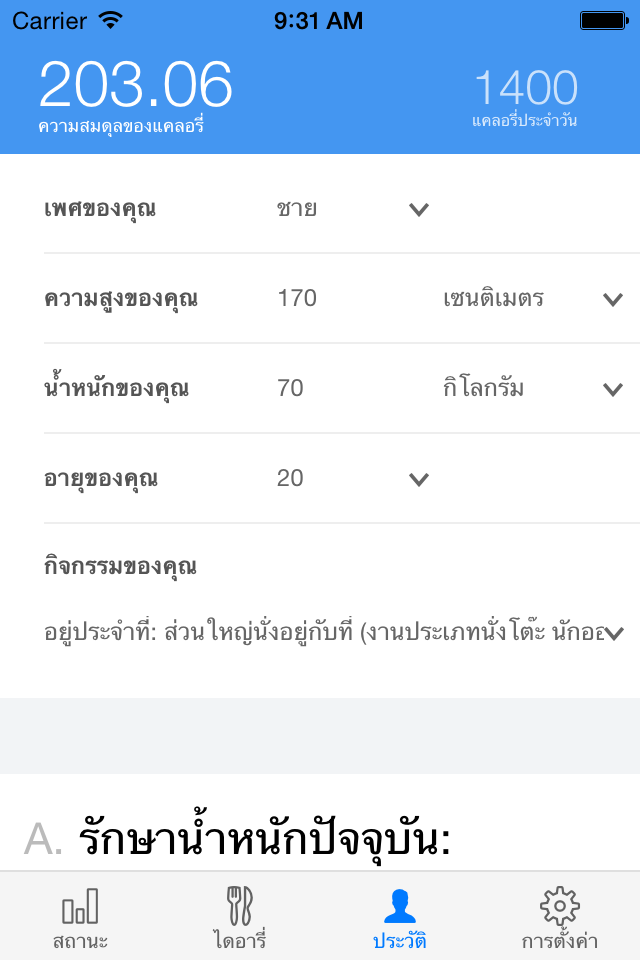 Carrier 9:31 AM
203.06 1400
ความสมดุลของแคลอรี่ แคลอรี่ประจำวัน
เพศของคุณ ชาย
ความสูงของคุณ 170 เซนติเมตร
น้ำหนักของคุณ 70 กิโลกรัม
อายุของคุณ 20
กิจกรรมของคุณ
อยู่ประจำที่: ส่วนใหญ่นั่งอยู่กับที่ (งานประเภทนั่งโต๊ะ นักออ
A. รักษาน้ำหนักปัจจุบัน:
สถานะ ไดอารี่ ประวัติ การตั้งค่า